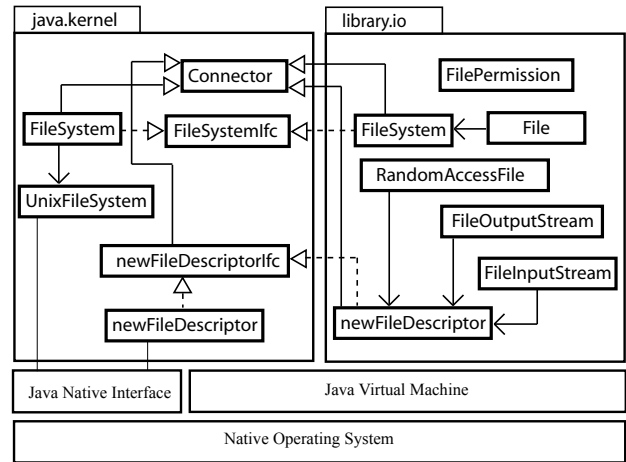 java.kernel
library.io
Connector
FilePermission
FileSystem
FileSystemIfc
FileSystem
File
RandomAccessFile
UnixFileSystem
FileOutputStream
newFileDescriptorIfc
FileInputStream
newFileDescriptor
newFileDescriptor
Java Native Interface
Java Virtual Machine
Native Operating System